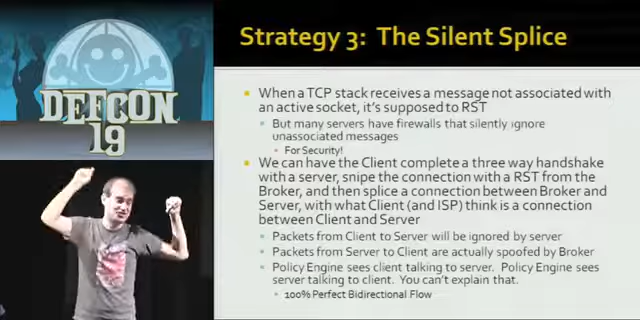 DEFCON
19
Strategy 3: The Silent Splice
When a TCP stack receives a message not associated with
an active socket, it's supposed to RST
But many servers have firewalls that silently ignore
unassociated messages
For Security!
We can have the Client complete a three way handshake
with a server, snipe the connection with a RST from the
Broker, and then splice a connection between Broker and
Server, with what Client (and ISP) think is a connection
between Client and Server
Packets from Client to Server will be ignored by server
Packets from Server to Client are actually spoofed by Broker
Policy Engine sees client talking to server. Policy Engine sees
server talking to client. You can't explain that.
100% Perfect Bidirectional Flow